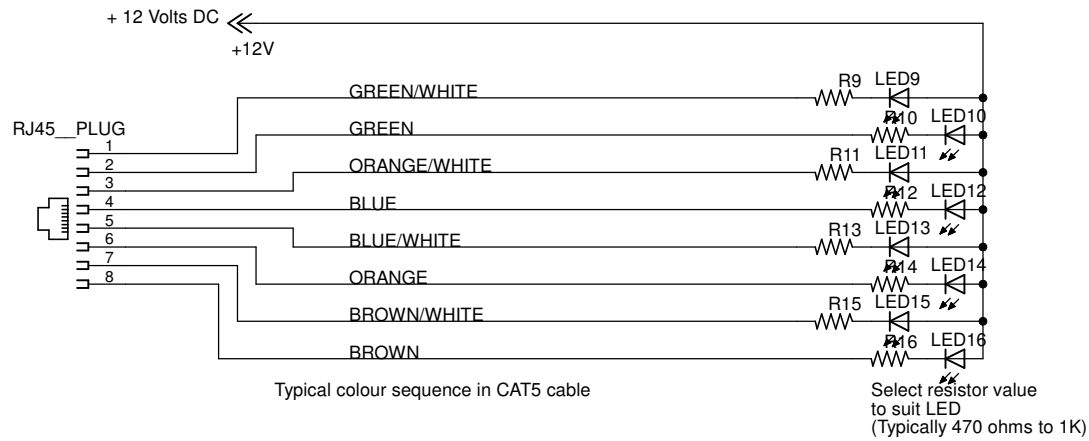 + 12 Volts DC
+12V
RJ45__PLUG
1
2
3
4
5
6
7
8
GREEN/WHITE
GREEN
ORANGE/WHITE
BLUE
BLUE/WHITE
ORANGE
BROWN/WHITE
BROWN
R9 LED9
R10 LED10
R11 LED11
R12 LED12
R13 LED13
R14 LED14
R15 LED15
R16 LED16
Typical colour sequence in CAT5 cable
Select resistor value
to suit LED
(Typically 470 ohms to 1K)